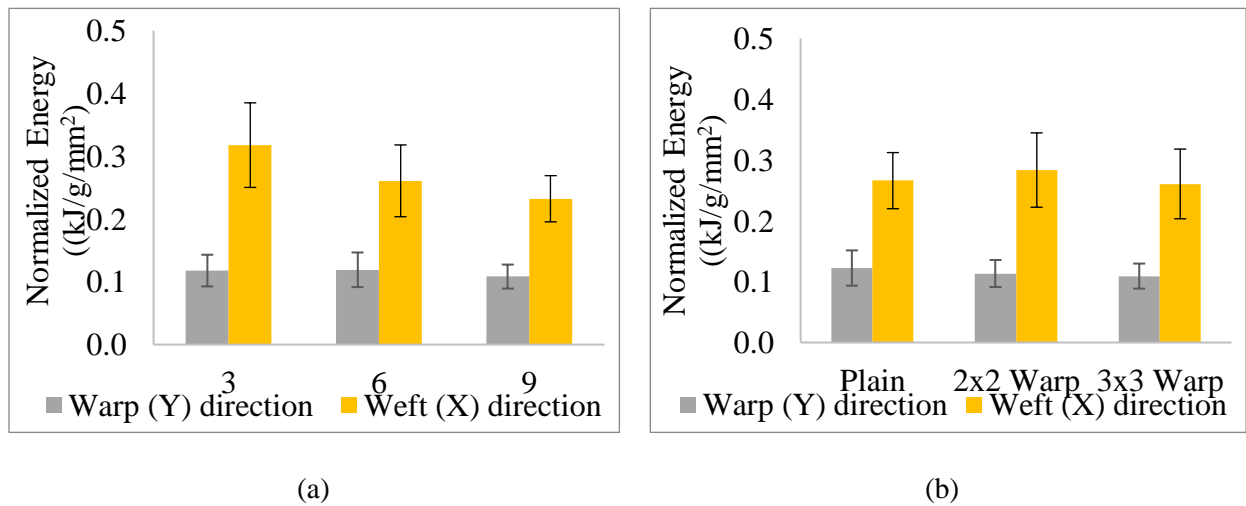 Normalized Energy
((kJ/g/mm²)
0.5
0.4
0.3
0.2
0.1
0.0
3 6 9
Warp (Y) direction Weft (X) direction
(a)
Normalized Energy
((kJ/g/mm²)
0.5
0.4
0.3
0.2
0.1
0.0
Plain 2x2 Warp 3x3 Warp
Warp (Y) direction Weft (X) direction
(b)